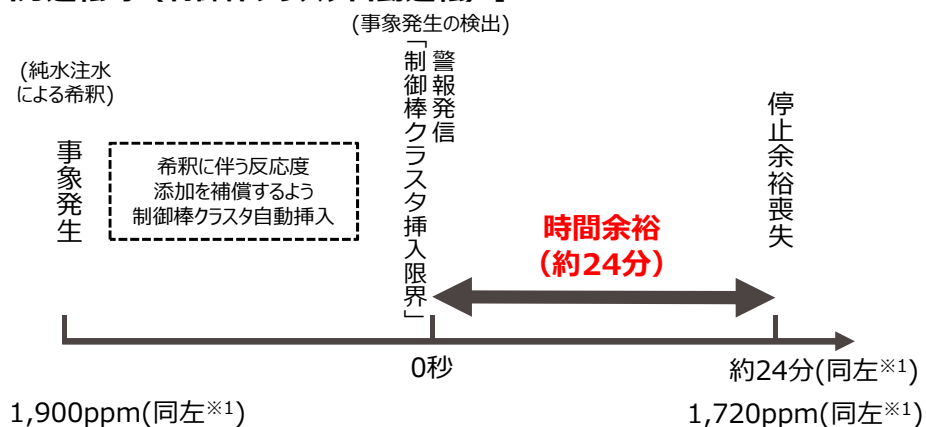 (事象発生の検出)
(純水注水
による希釈)
事象発生
希釈に伴う反応度
添加を補償するよう
制御棒クラスタ自動挿入
警報発信
「制御棒クラスタ挿入限界」
時間余裕
(約24分)
停止余裕喪失
0秒
約24分(同左※1)
1,900ppm(同左※1)
1,720ppm(同左※1)